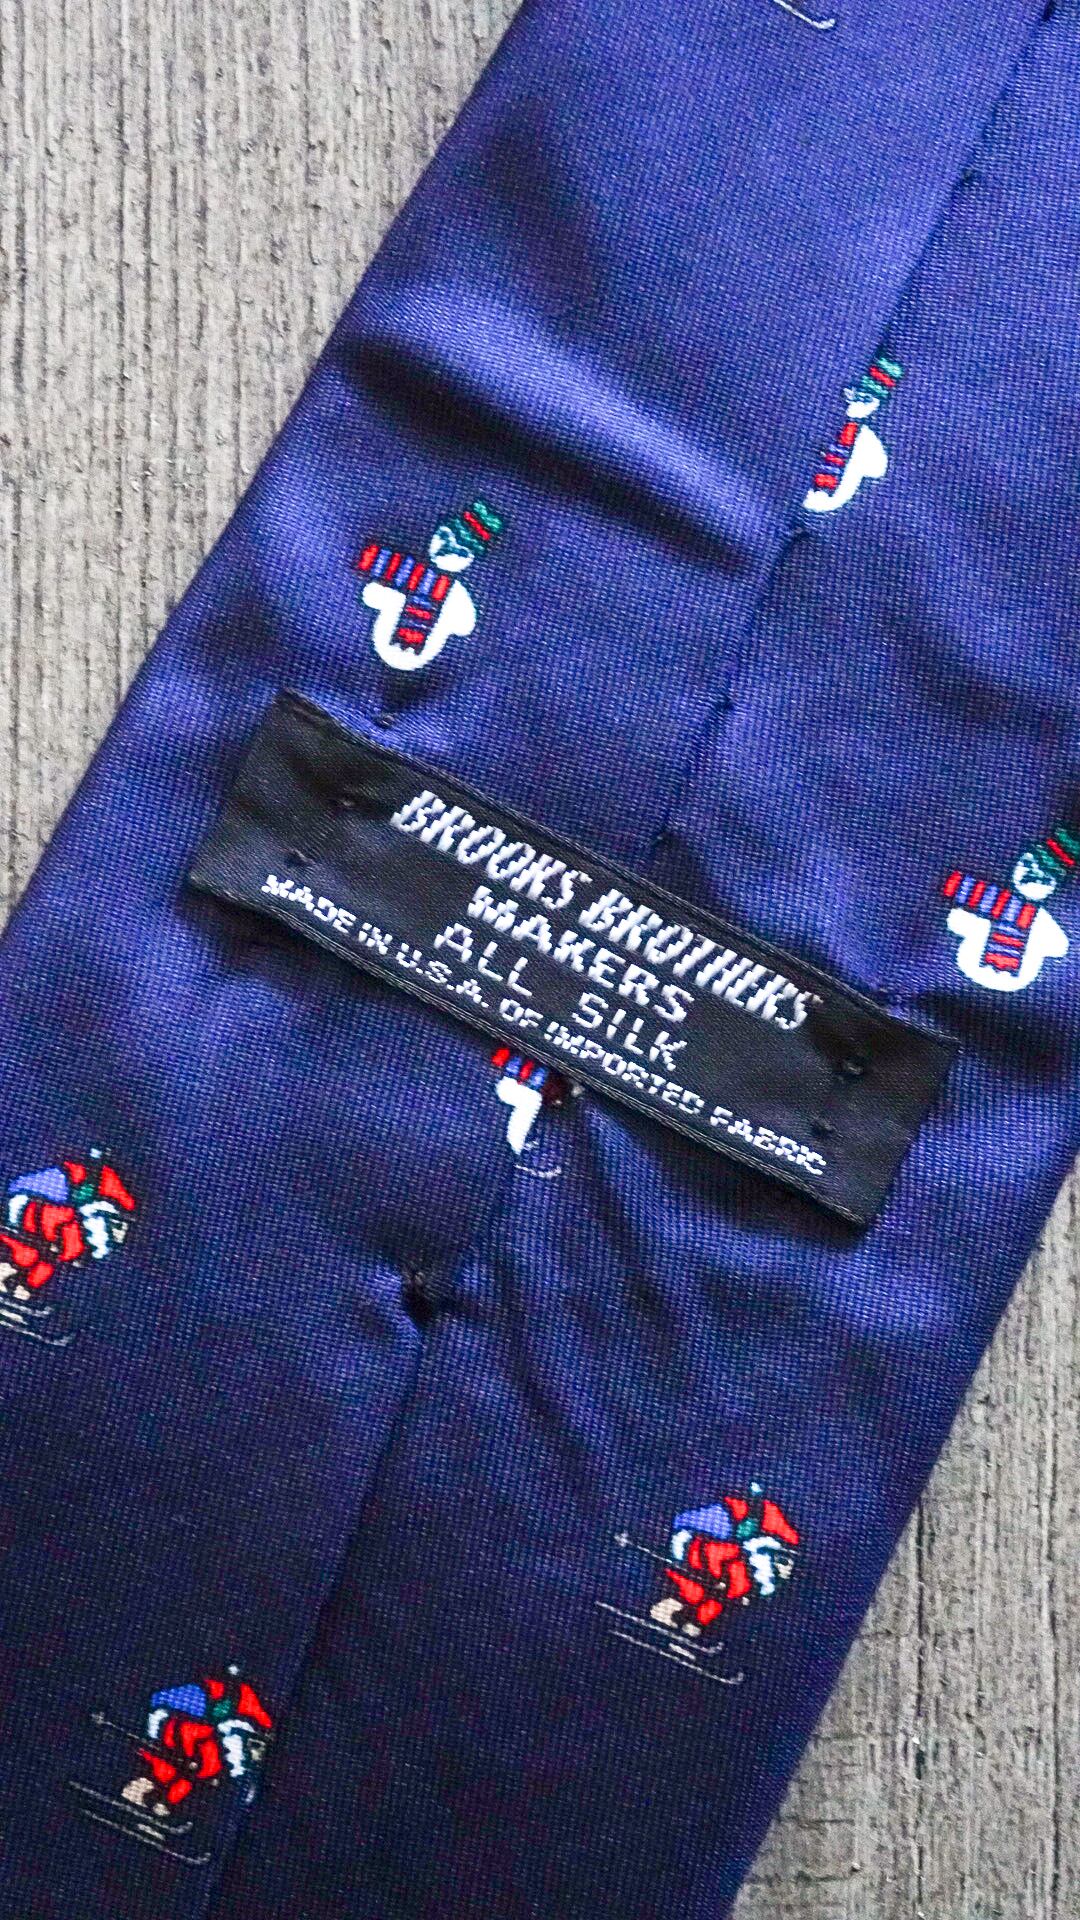 BROOKS BROTHERS
MAKERS
ALL SILK
MADE IN U.S.A. OF IMPORTED FABRIC